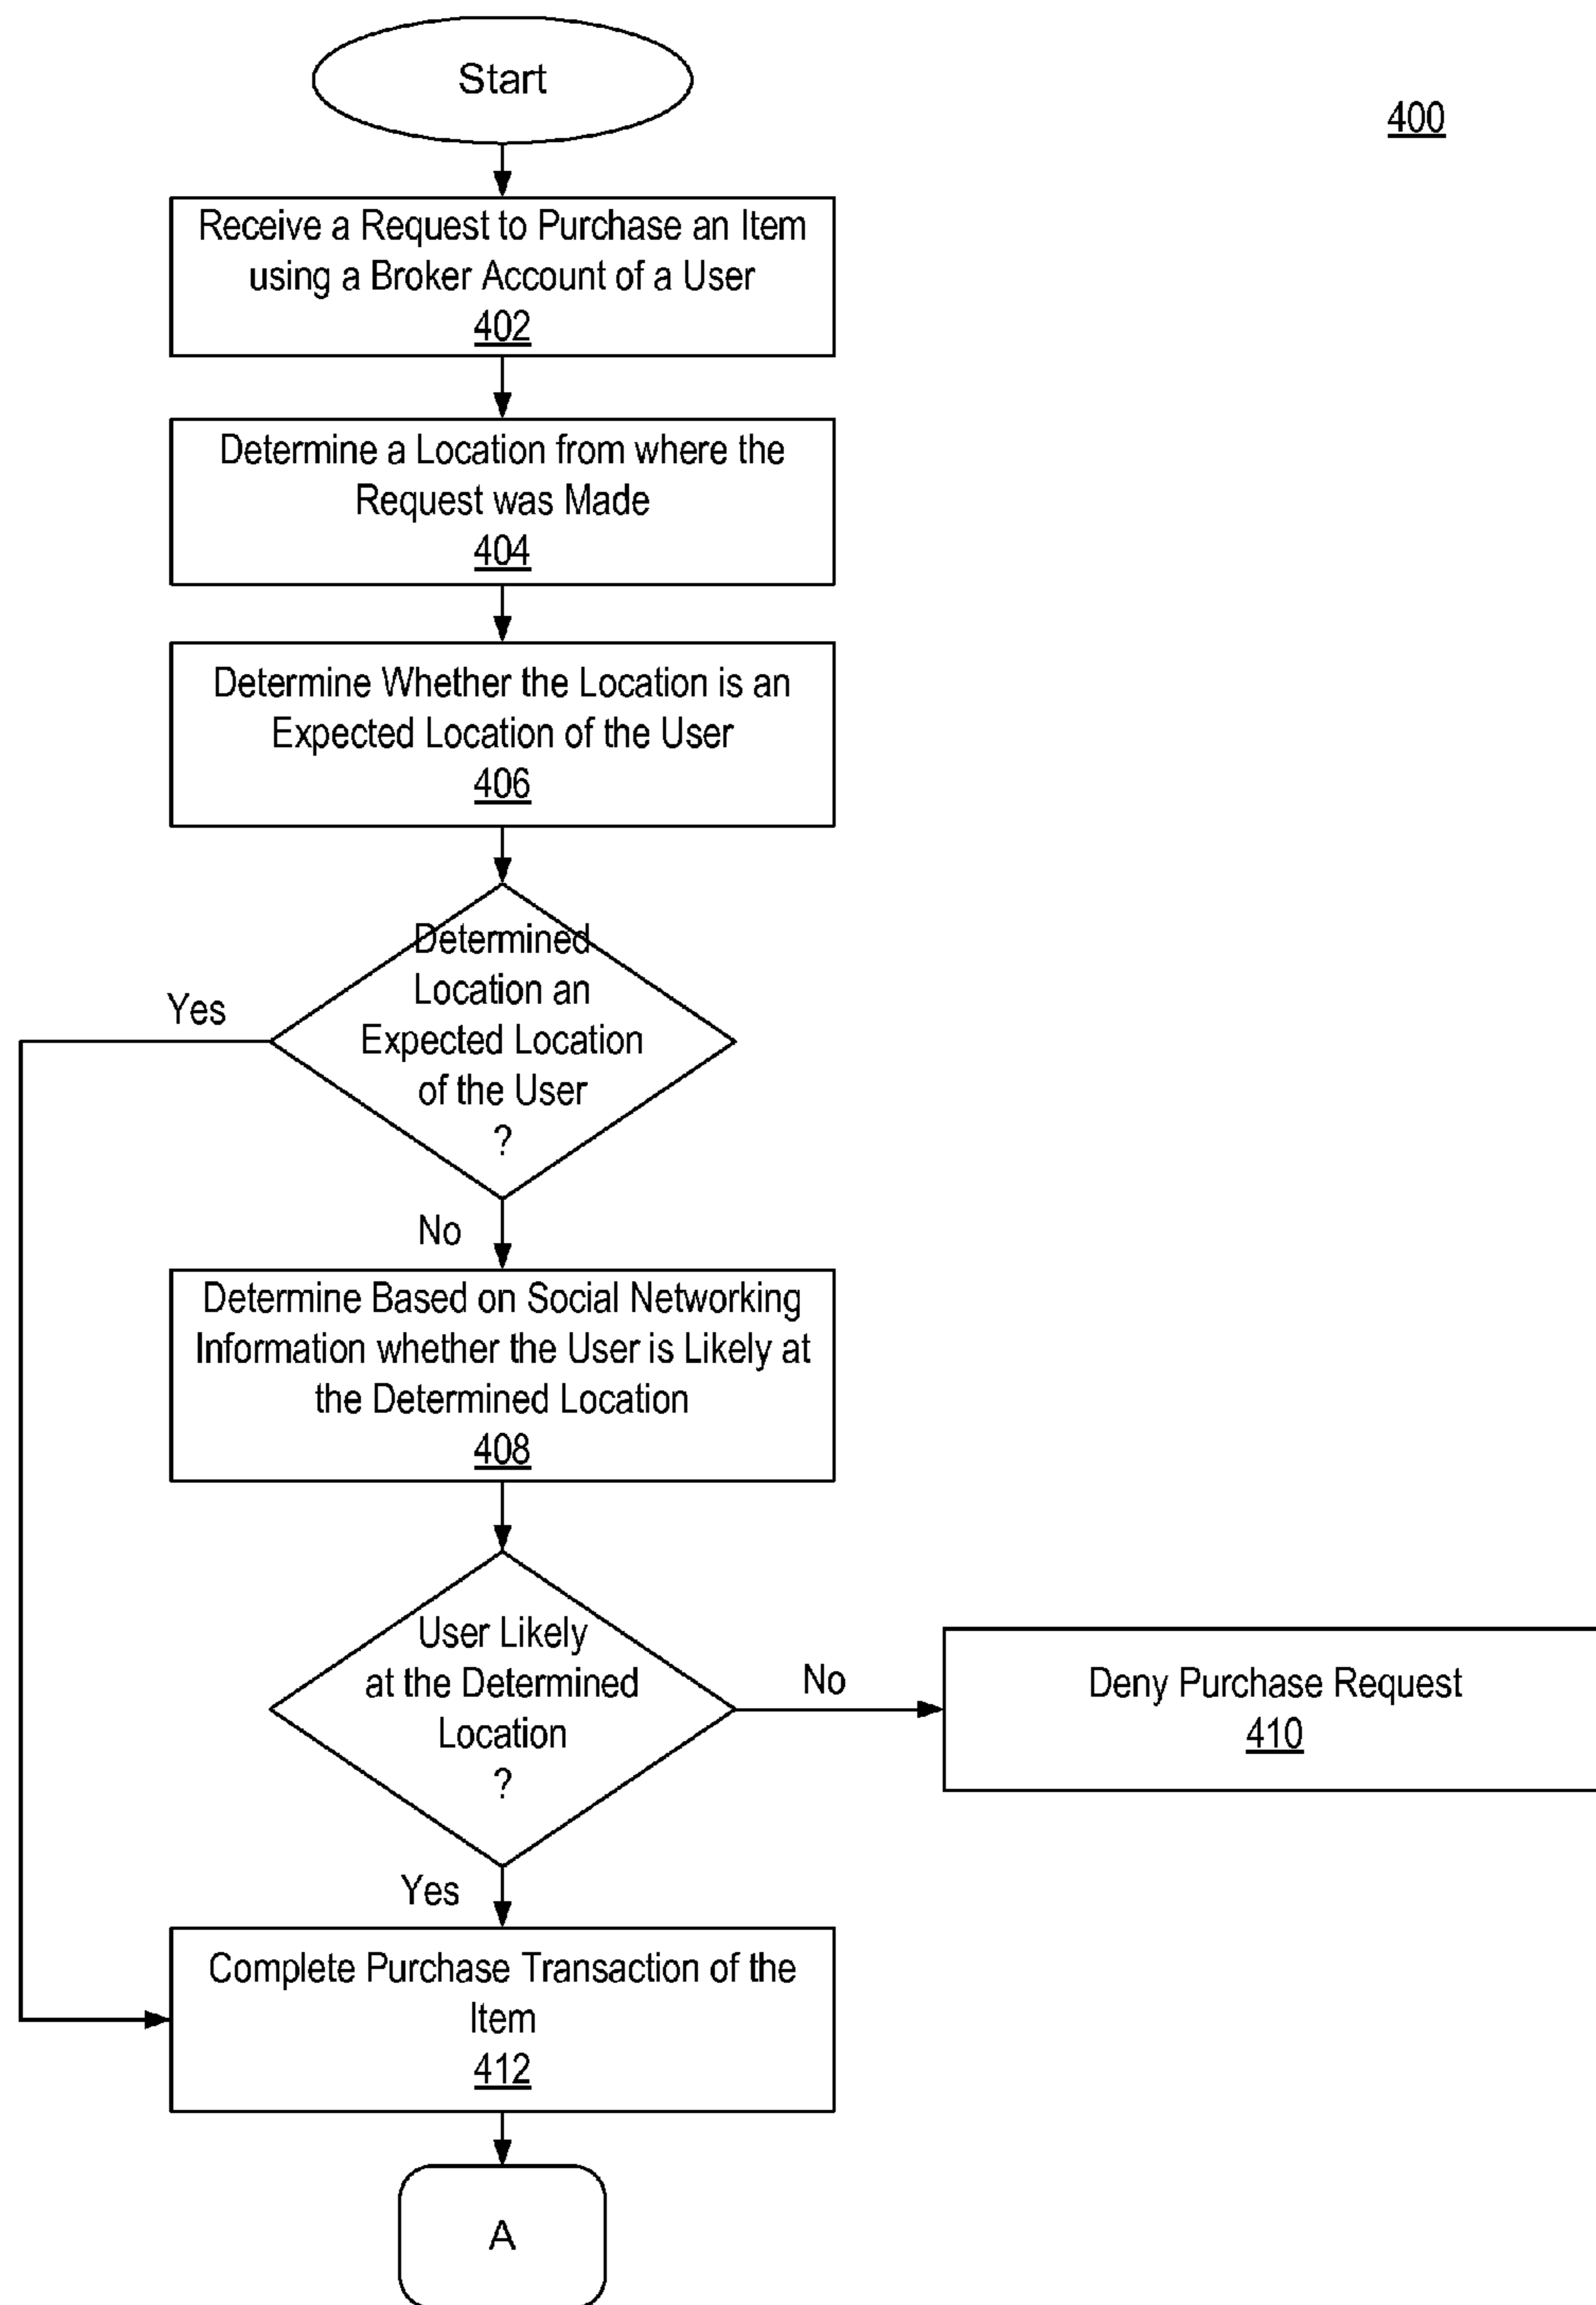 Start
400
Receive a Request to Purchase an Item
using a Broker Account of a User
402
Determine a Location from where the
Request was Made
404
Determine Whether the Location is an
Expected Location of the User
406
Determined
Location an
Expected Location
of the User
?
Yes
No
Determine Based on Social Networking
Information whether the User is Likely at
the Determined Location
408
User Likely
at the Determined
Location
?
No
Deny Purchase Request
410
Yes
Complete Purchase Transaction of the
Item
412
A